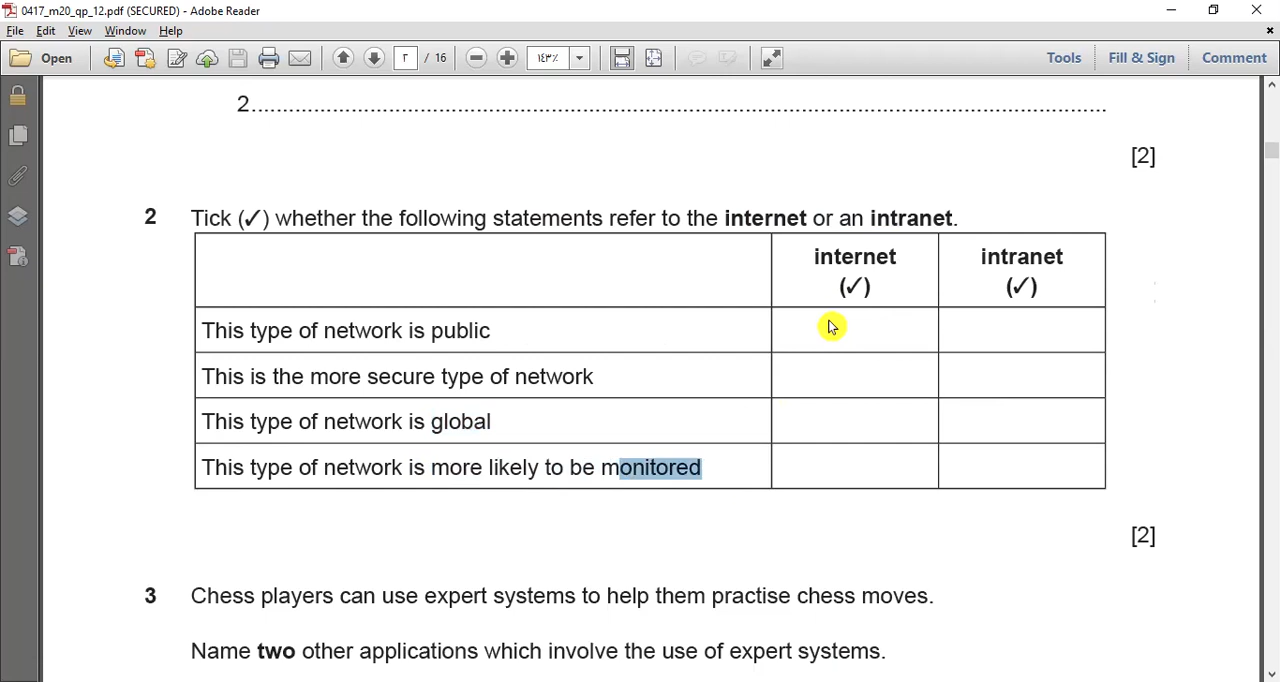 0417_m20_qp_12.pdf (SECURED) - Adobe Reader
File Edit View Window Help
Open ٢ / 16 ١٤٣٪ Tools Fill & Sign Comment
2..........................................................................................................................................
[2]
2 Tick (✓) whether the following statements refer to the internet or an intranet.
internet intranet
(✓) (✓)
This type of network is public
This is the more secure type of network
This type of network is global
This type of network is more likely to be monitored
[2]
3 Chess players can use expert systems to help them practise chess moves.
Name two other applications which involve the use of expert systems.